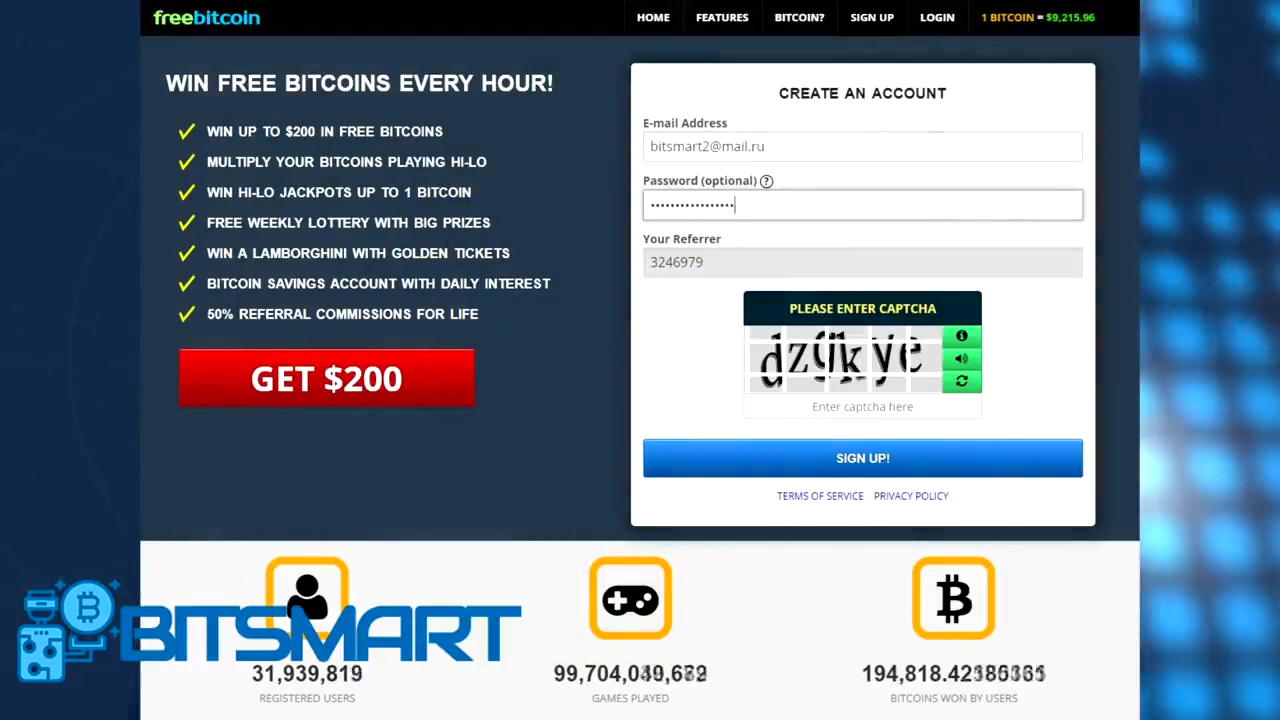 freebitcoin
HOME FEATURES BITCOIN? SIGN UP LOGIN 1 BITCOIN = $9,215.96
WIN FREE BITCOINS EVERY HOUR!
WIN UP TO $200 IN FREE BITCOINS
MULTIPLY YOUR BITCOINS PLAYING HI-LO
WIN HI-LO JACKPOTS UP TO 1 BITCOIN
FREE WEEKLY LOTTERY WITH BIG PRIZES
WIN A LAMBORGHINI WITH GOLDEN TICKETS
BITCOIN SAVINGS ACCOUNT WITH DAILY INTEREST
50% REFERRAL COMMISSIONS FOR LIFE
GET $200
CREATE AN ACCOUNT
E-mail Address
bitsmart2@mail.ru
Password (optional) ?
Your Referrer
3246979
PLEASE ENTER CAPTCHA
dzgkye
Enter captcha here
SIGN UP!
TERMS OF SERVICE PRIVACY POLICY
BITSMART
31,939,819
REGISTERED USERS
GAMES PLAYED
BITCOINS WON BY USERS